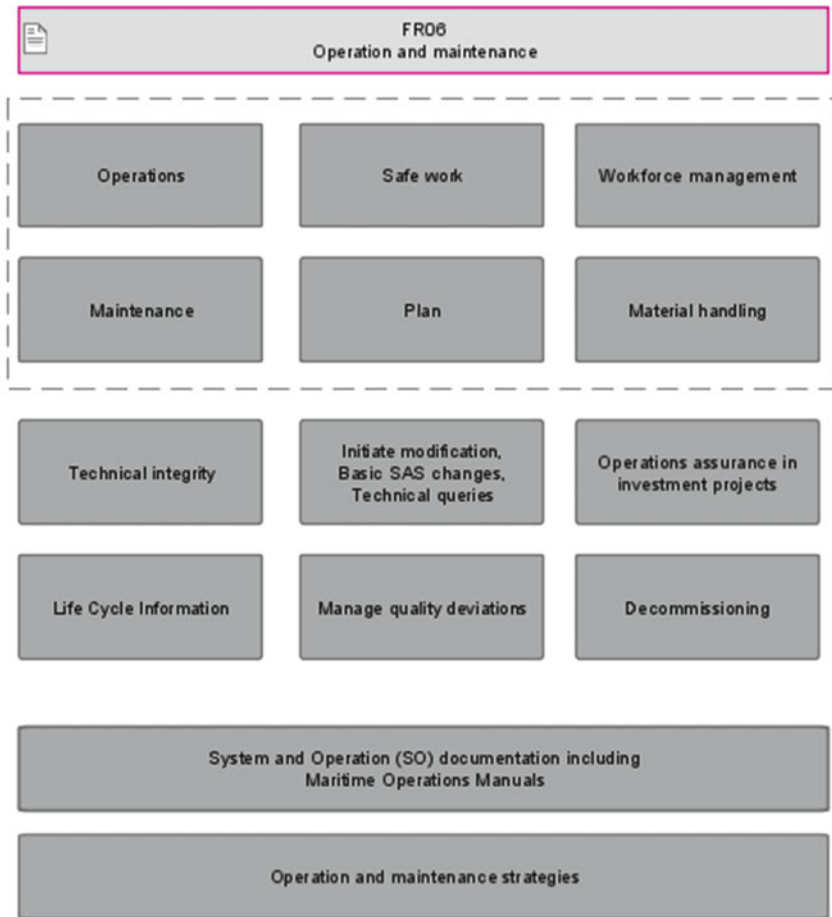 FR06
Operation and maintenance
Operations
Safe work
Workforce management
Maintenance
Plan
Material handling
Technical integrity
Initiate modification,
Basic SAS changes,
Technical queries
Operations assurance in
investment projects
Life Cycle Information
Manage quality deviations
Decommissioning
System and Operation (SO) documentation including
Maritime Operations Manuals
Operation and maintenance strategies